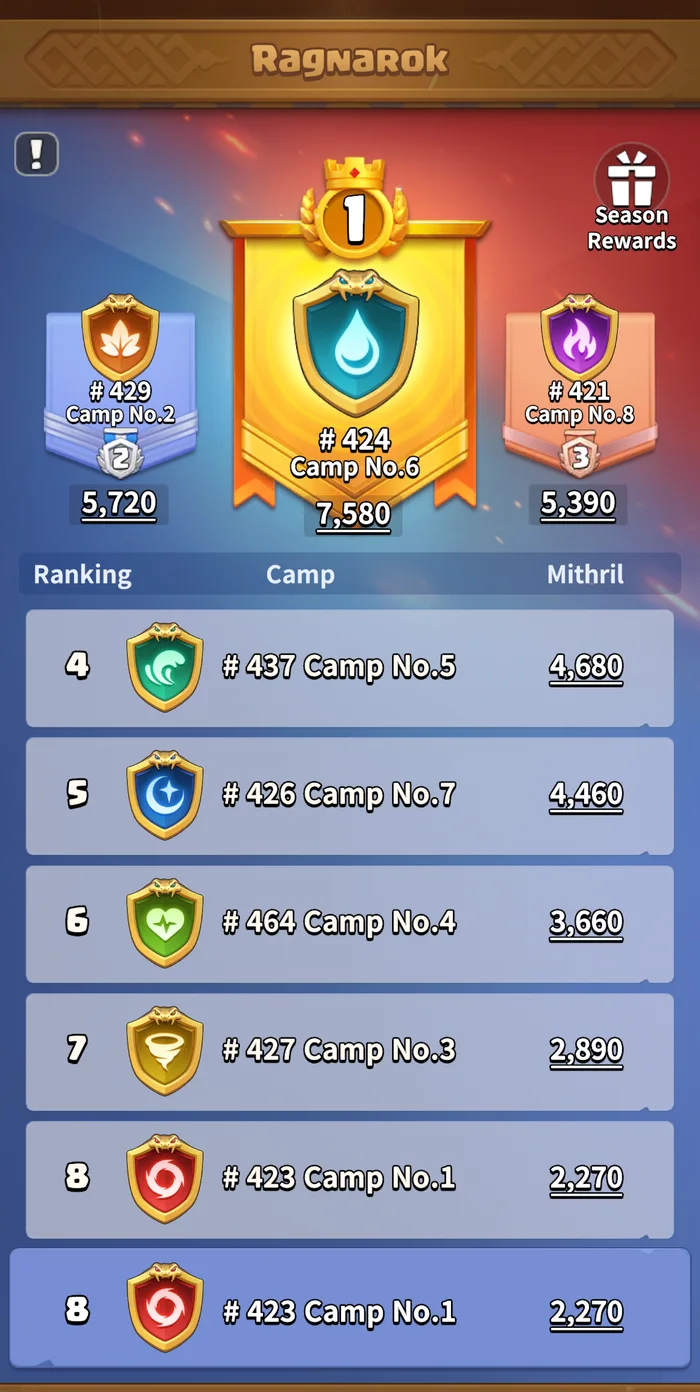 Ragnarok
!
Season
Rewards
1
# 429
Camp No.2
2
5,720
# 424
Camp No.6
7,580
# 421
Camp No.8
3
5,390
Ranking Camp Mithril
4 # 437 Camp No.5 4,680
5 # 426 Camp No.7 4,460
6 # 464 Camp No.4 3,660
7 # 427 Camp No.3 2,890
8 # 423 Camp No.1 2,270
8 # 423 Camp No.1 2,270